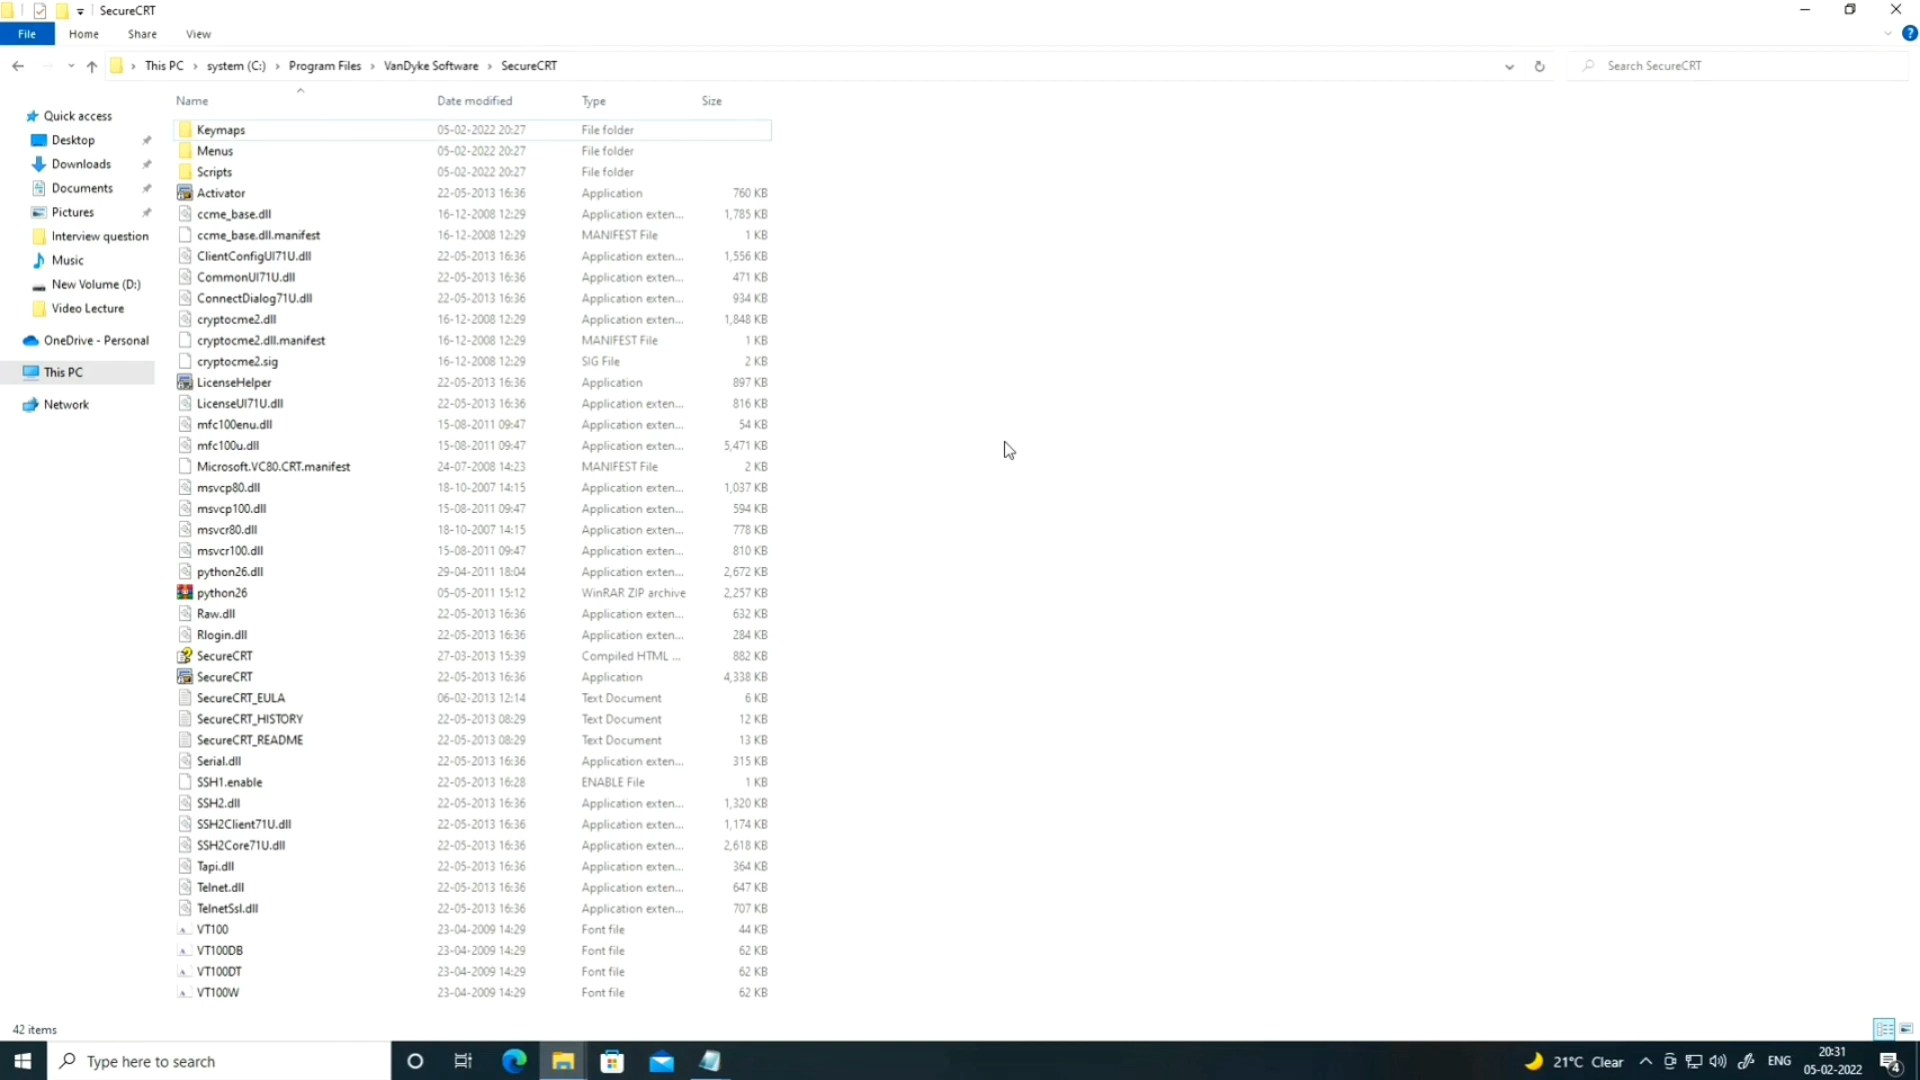 SecureCRT
File Home Share View
This PC system (C:) Program Files VanDyke Software SecureCRT
Search SecureCRT
Name Date modified Type Size
Quick access
Desktop
Downloads
Documents
Pictures
Interview question
Music
New Volume (D:)
Video Lecture
OneDrive - Personal
This PC
Network
Keymaps 05-02-2022 20:27 File folder
Menus 05-02-2022 20:27 File folder
Scripts 05-02-2022 20:27 File folder
Activator 22-05-2013 16:36 Application 760 KB
ccme_base.dll 16-12-2008 12:29 Application exten... 1,785 KB
ccme_base.dll.manifest 16-12-2008 12:29 MANIFEST File 1 KB
ClientConfigUI71U.dll 22-05-2013 16:36 Application exten... 1,556 KB
CommonUI71U.dll 22-05-2013 16:36 Application exten... 471 KB
ConnectDialog71U.dll 22-05-2013 16:36 Application exten... 934 KB
cryptocme2.dll 16-12-2008 12:29 Application exten... 1,848 KB
cryptocme2.dll.manifest 16-12-2008 12:29 MANIFEST File 1 KB
cryptocme2.sig 16-12-2008 12:29 SIG File 2 KB
LicenseHelper 22-05-2013 16:36 Application 897 KB
LicenseUI71U.dll 22-05-2013 16:36 Application exten... 816 KB
mfc100enu.dll 15-08-2011 09:47 Application exten... 54 KB
mfc100u.dll 15-08-2011 09:47 Application exten... 5,471 KB
Microsoft.VC80.CRT.manifest 24-07-2008 14:23 MANIFEST File 2 KB
msvcp80.dll 18-10-2007 14:15 Application exten... 1,037 KB
msvcp100.dll 15-08-2011 09:47 Application exten... 594 KB
msvcr80.dll 18-10-2007 14:15 Application exten... 778 KB
msvcr100.dll 15-08-2011 09:47 Application exten... 810 KB
python26.dll 29-04-2011 18:04 Application exten... 2,672 KB
python26 05-05-2011 15:12 WinRAR ZIP archive 2,257 KB
Raw.dll 22-05-2013 16:36 Application exten... 632 KB
Rlogin.dll 22-05-2013 16:36 Application exten... 284 KB
SecureCRT 27-03-2013 15:39 Compiled HTML ... 882 KB
SecureCRT 22-05-2013 16:36 Application 4,338 KB
SecureCRT_EULA 06-02-2013 12:14 Text Document 6 KB
SecureCRT_HISTORY 22-05-2013 08:29 Text Document 12 KB
SecureCRT_README 22-05-2013 08:29 Text Document 13 KB
Serial.dll 22-05-2013 16:36 Application exten... 315 KB
SSH1.enable 22-05-2013 16:28 ENABLE File 1 KB
SSH2.dll 22-05-2013 16:36 Application exten... 1,320 KB
SSH2Client71U.dll 22-05-2013 16:36 Application exten... 1,174 KB
SSH2Core71U.dll 22-05-2013 16:36 Application exten... 2,618 KB
Tapi.dll 22-05-2013 16:36 Application exten... 364 KB
Telnet.dll 22-05-2013 16:36 Application exten... 647 KB
TelnetSsl.dll 22-05-2013 16:36 Application exten... 707 KB
VT100 23-04-2009 14:29 Font file 44 KB
VT100DB 23-04-2009 14:29 Font file 62 KB
VT100DT 23-04-2009 14:29 Font file 62 KB
VT100W 23-04-2009 14:29 Font file 62 KB
42 items
Type here to search
21°C Clear
ENG
20:31
05-02-2022
4